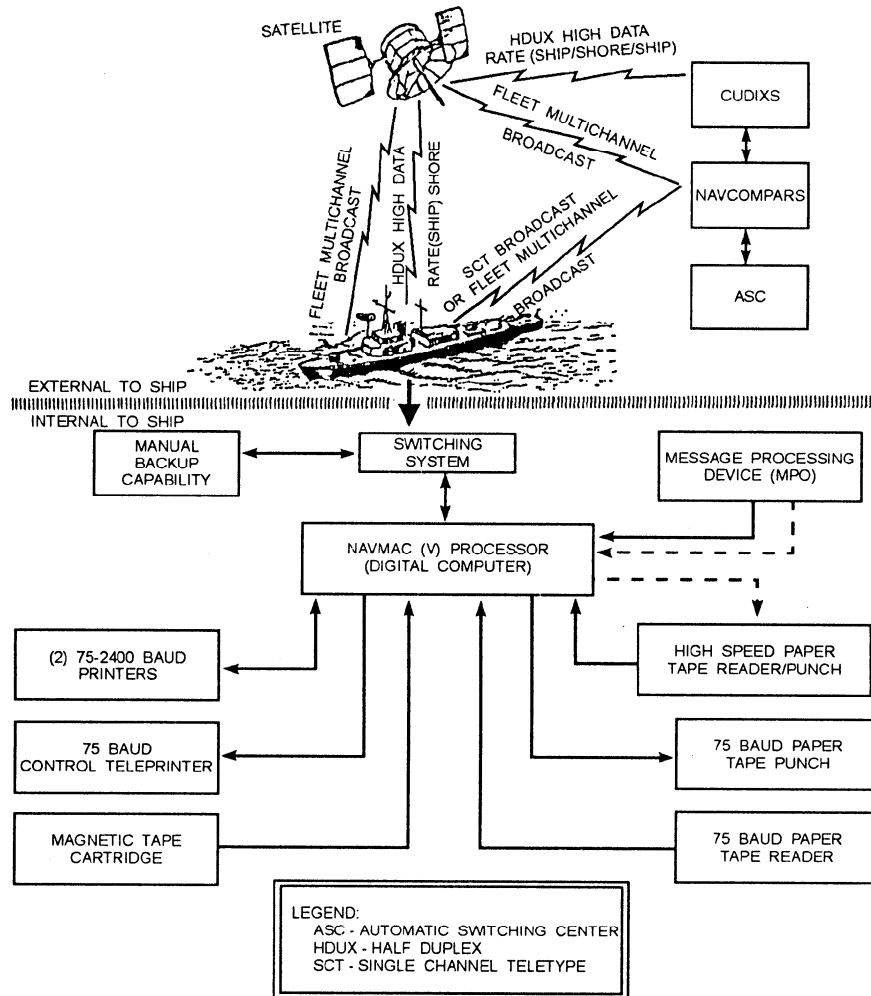 SATELLITE
HDUX HIGH DATA
RATE (SHIP/SHORE/SHIP)
CUDIXS
FLEET MULTICHANNEL
BROADCAST
NAVCOMPARS
ASC
FLEET MULTICHANNEL
BROADCAST
HDUX HIGH DATA
RATE(SHIP) SHORE
SCT BROADCAST
OR FLEET MULTICHANNEL
BROADCAST
EXTERNAL TO SHIP
INTERNAL TO SHIP
MANUAL
BACKUP
CAPABILITY
SWITCHING
SYSTEM
MESSAGE PROCESSING
DEVICE (MPO)
NAVMAC (V) PROCESSOR
(DIGITAL COMPUTER)
(2) 75-2400 BAUD
PRINTERS
HIGH SPEED PAPER
TAPE READER/PUNCH
75 BAUD
CONTROL TELEPRINTER
75 BAUD PAPER
TAPE PUNCH
MAGNETIC TAPE
CARTRIDGE
75 BAUD PAPER
TAPE READER
LEGEND:
ASC - AUTOMATIC SWITCHING CENTER
HDUX - HALF DUPLEX
SCT - SINGLE CHANNEL TELETYPE